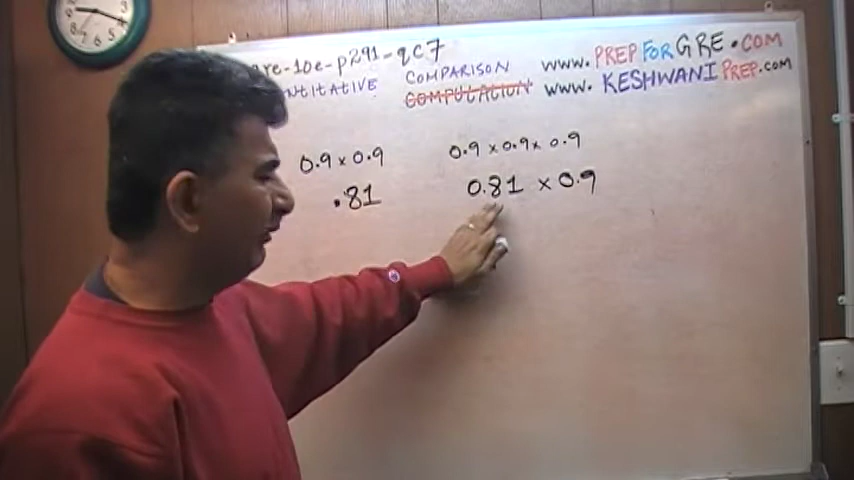 gre-10e-p291-qc7
QUANTITATIVE COMPARISON
COMPUTATION
www.PREPFORGRE.COM
www.KESHWANIPREP.com
0.9 x 0.9
.81
0.9 x 0.9 x 0.9
0.81 x 0.9